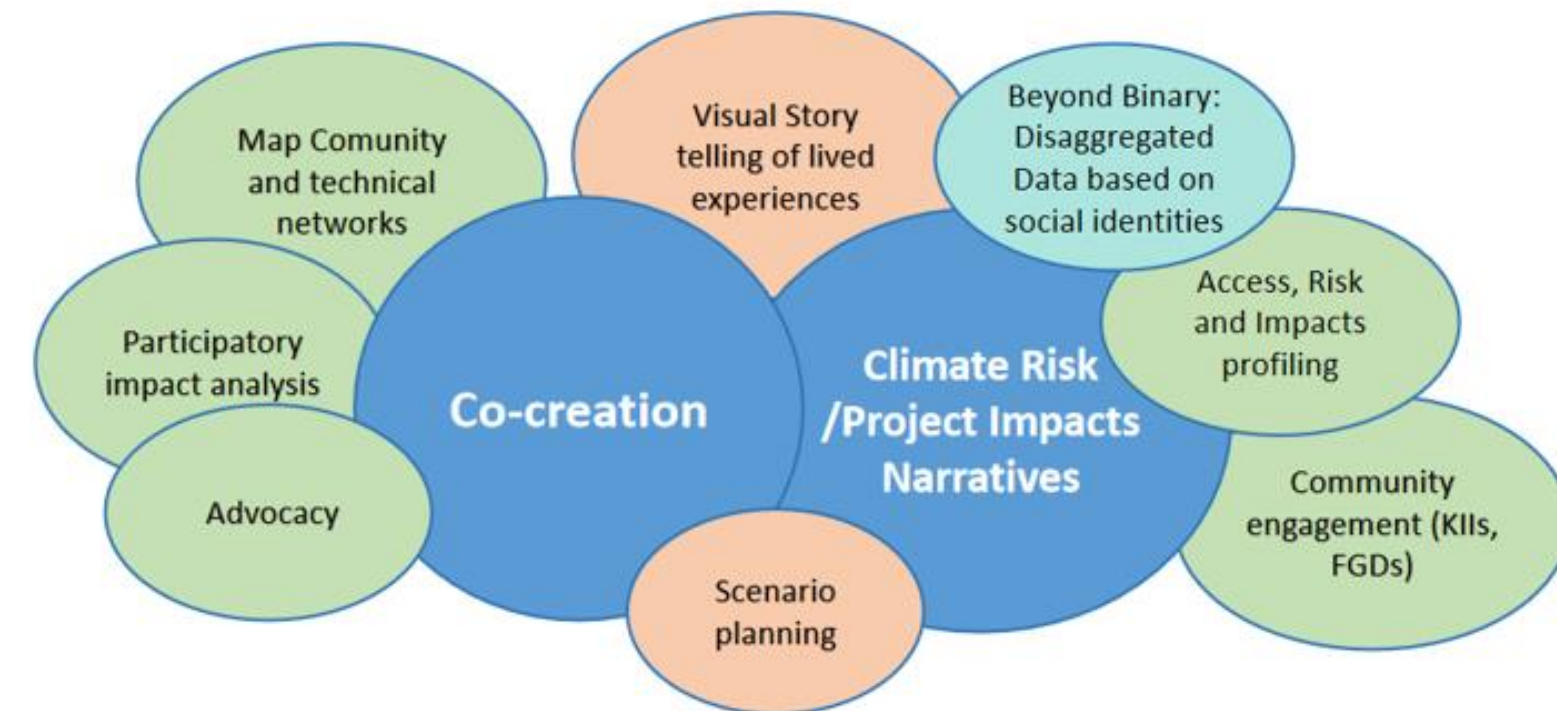 Map Comunity
and technical
networks
Visual Story
telling of lived
experiences
Beyond Binary:
Disaggregated
Data based on
social identities
Participatory
impact analysis
Access, Risk
and Impacts
profiling
Co-creation
Climate Risk
/Project Impacts
Narratives
Advocacy
Community
engagement (KIIs,
FGDs)
Scenario
planning